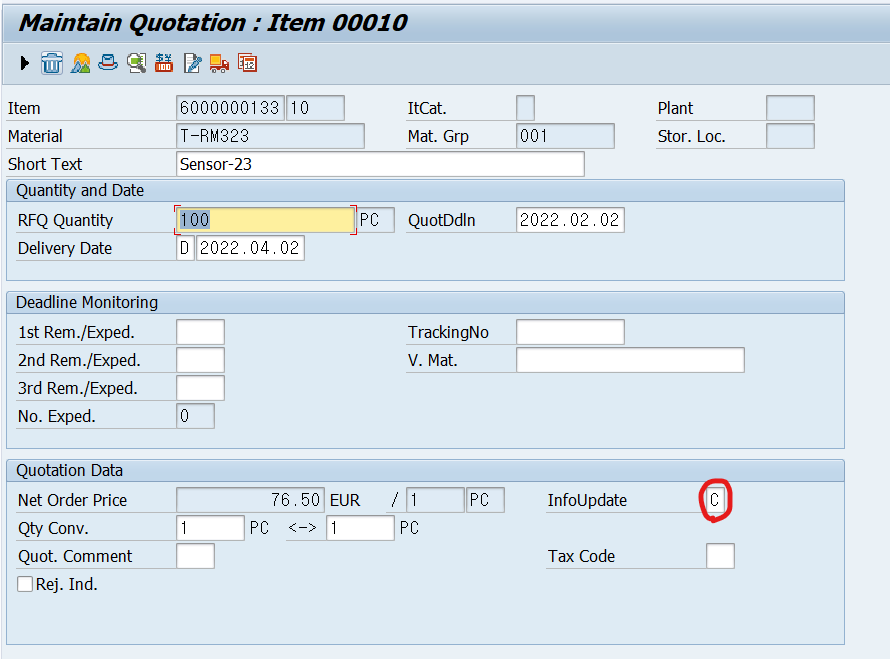 Maintain Quotation : Item 00010
Item 6000000133 10 ItCat. Plant
Material T-RM323 Mat. Grp 001 Stor. Loc.
Short Text Sensor-23
Quantity and Date
RFQ Quantity 100 PC QuotDdln 2022.02.02
Delivery Date D 2022.04.02
Deadline Monitoring
1st Rem./Exped. TrackingNo
2nd Rem./Exped. V. Mat.
3rd Rem./Exped.
No. Exped. 0
Quotation Data
Net Order Price 76.50 EUR / 1 PC InfoUpdate C
Qty Conv. 1 PC <-> 1 PC
Quot. Comment Tax Code
Rej. Ind.